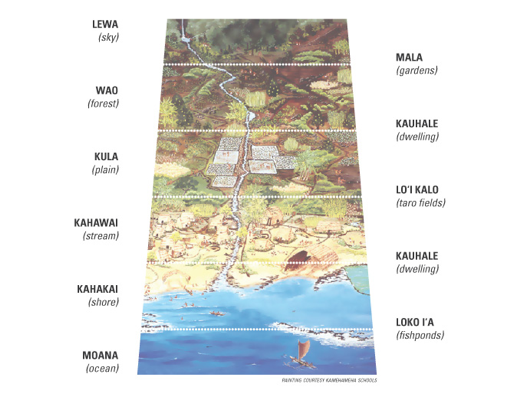 LEWA
(sky)
MALA
(gardens)
WAO
(forest)
KAUHALE
(dwelling)
KULA
(plain)
LO'I KALO
(taro fields)
KAHAWAI
(stream)
KAUHALE
(dwelling)
KAHAKAI
(shore)
LOKO I'A
(fishponds)
MOANA
(ocean)
PAINTING COURTESY KAMEHAMEHA SCHOOLS